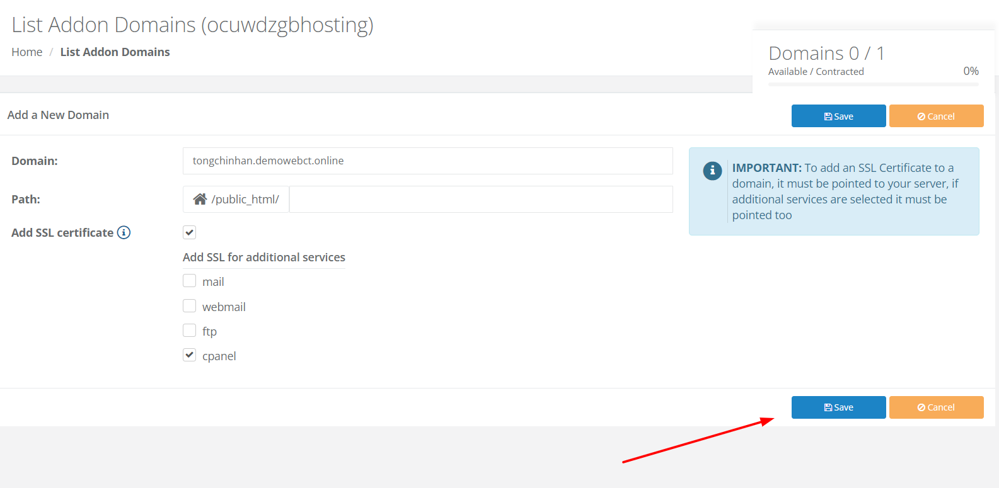 List Addon Domains (ocuwdzgbhosting)
Home / List Addon Domains
Domains 0 / 1
Available / Contracted 0%
Add a New Domain
Save Cancel
Domain: tongchinhan.demowebct.online
IMPORTANT: To add an SSL Certificate to a
domain, it must be pointed to your server, if
additional services are selected it must be
pointed too
Path: /public_html/
Add SSL certificate
Add SSL for additional services
mail
webmail
ftp
cpanel
Save Cancel